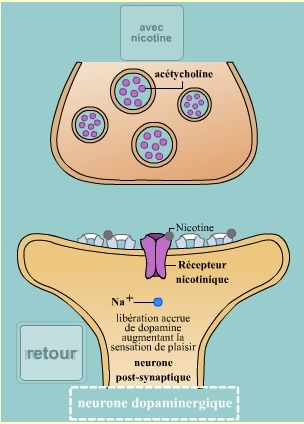 avec
nicotine
acétycholine
Nicotine
Récepteur
nicotinique
Na+
libération accrue
de dopamine
augmentant la
sensation de plaisir
neurone
post-synaptique
retour
neurone dopaminergique